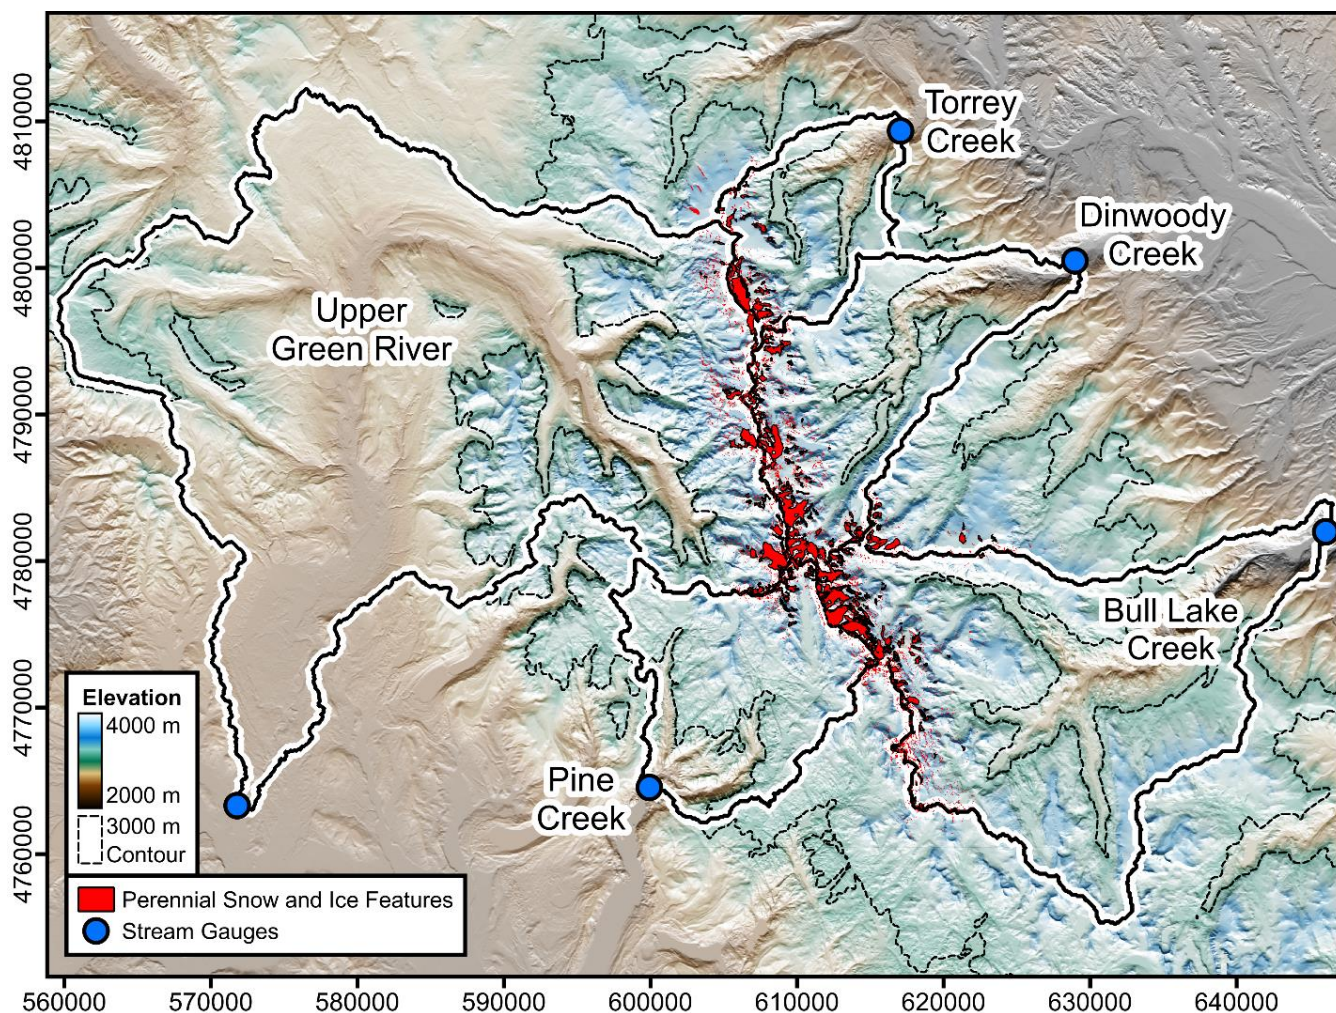 4810000
4800000
4790000
4780000
4770000
4760000
Torrey
Creek
Dinwoody
Creek
Upper
Green River
Bull Lake
Creek
Pine
Creek
Elevation
4000 m
2000 m
3000 m
Contour
Perennial Snow and Ice Features
Stream Gauges
560000 570000 580000 590000 600000 610000 620000 630000 640000